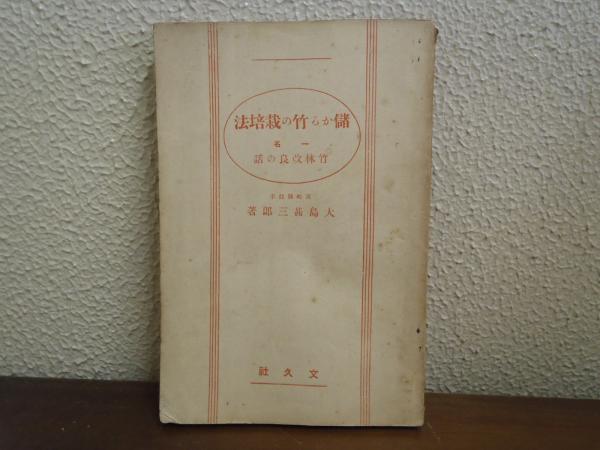 儲かる竹の栽培法
一名
竹林改良の話
大島甚三郎著
文久社